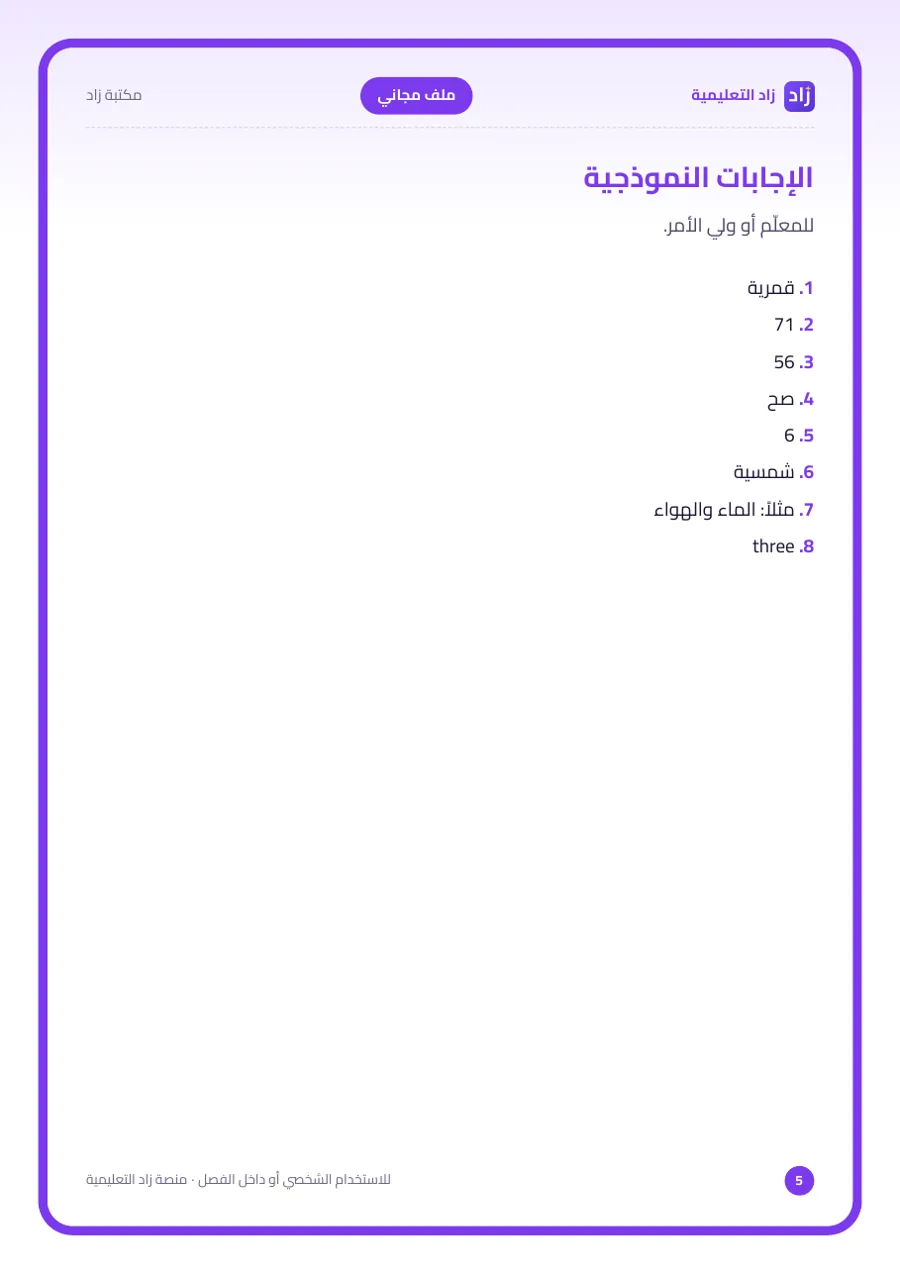 زاد
زاد التعليمية
ملف مجاني
مكتبة زاد
الإجابات النموذجية
للمعلّم أو ولي الأمر.
1. قمرية
2. 71
3. 56
4. صح
5. 6
6. شمسية
7. مثلاً: الماء والهواء
8. three
5
للاستخدام الشخصي أو داخل الفصل · منصة زاد التعليمية